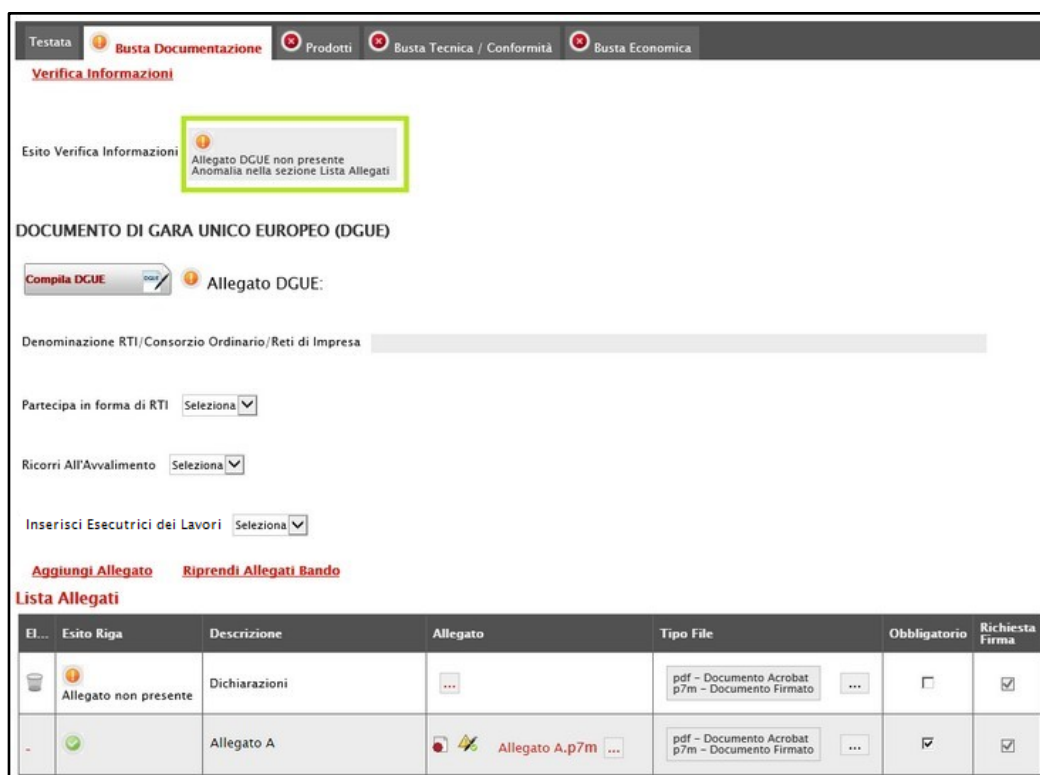 Testata Busta Documentazione Prodotti Busta Tecnica / Conformità Busta Economica
Verifica Informazioni
Esito Verifica Informazioni
Allegato DGUE non presente
Anomalia nella sezione Lista Allegati
DOCUMENTO DI GARA UNICO EUROPEO (DGUE)
Compila DGUE DGUE Allegato DGUE:
Denominazione RTI/Consorzio Ordinario/Reti di Impresa
Partecipa in forma di RTI Seleziona
Ricorri All'Avvalimento Seleziona
Inserisci Esecutrici dei Lavori Seleziona
Aggiungi Allegato Riprendi Allegati Bando
Lista Allegati
El... Esito Riga Descrizione Allegato Tipo File Obbligatorio Richiesta Firma
Allegato non presente Dichiarazioni ... pdf - Documento Acrobat
p7m - Documento Firmato ...
- Allegato A Allegato A.p7m ... pdf - Documento Acrobat
p7m - Documento Firmato ...